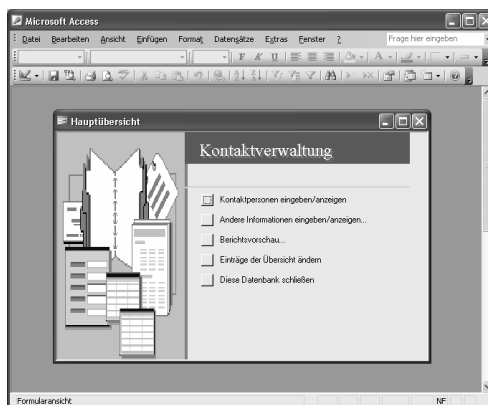 Microsoft Access
Datei Bearbeiten Ansicht Einfügen Format Datensätze Extras Fenster ? Frage hier eingeben
F K U
Hauptübersicht
Kontaktverwaltung
Kontaktpersonen eingeben/anzeigen
Andere Informationen eingeben/anzeigen...
Berichtsvorschau...
Einträge der Übersicht ändern
Diese Datenbank schließen
Formularansicht NF